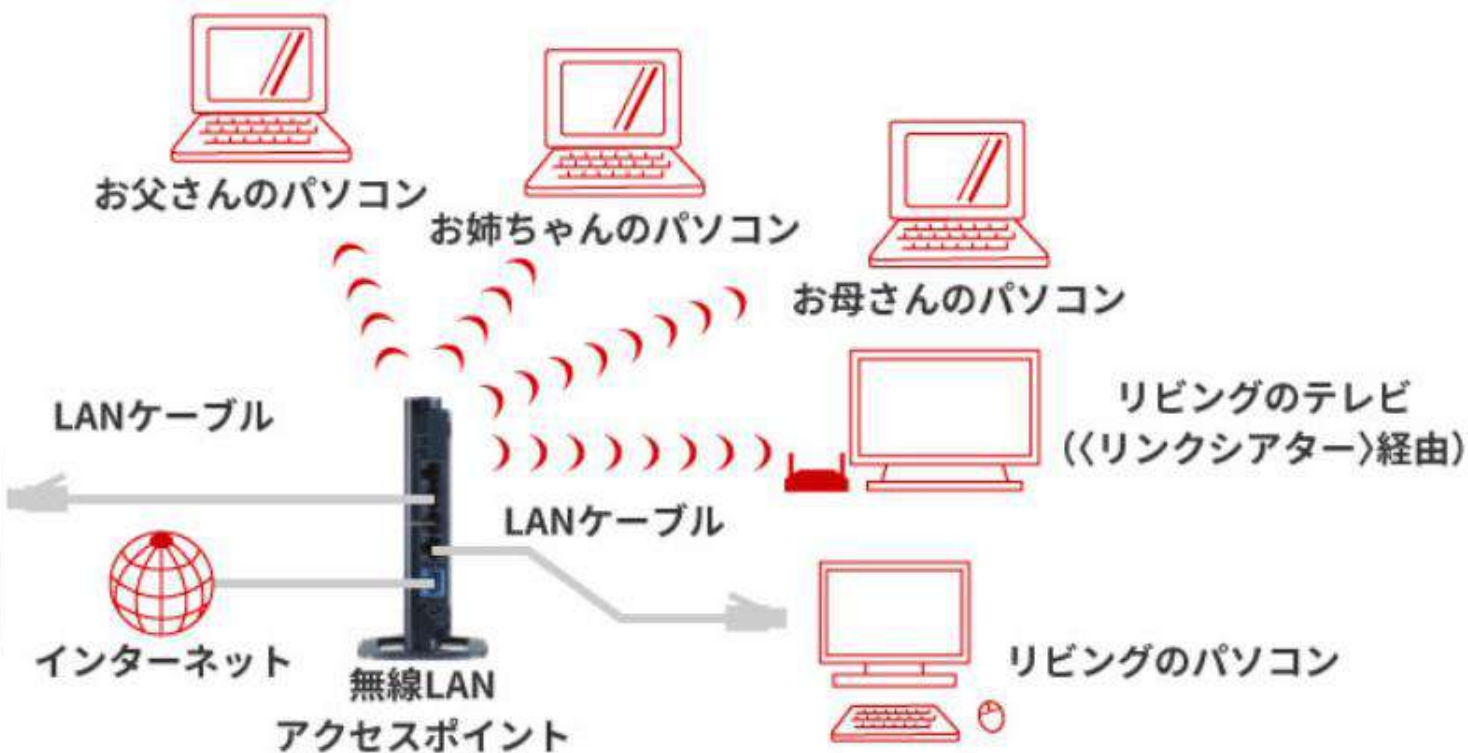 お父さんのパソコン
お姉ちゃんのパソコン
お母さんのパソコン
LANケーブル
リビングのテレビ
(〈リンクシアター〉経由)
LANケーブル
インターネット
無線LAN
アクセスポイント
リビングのパソコン